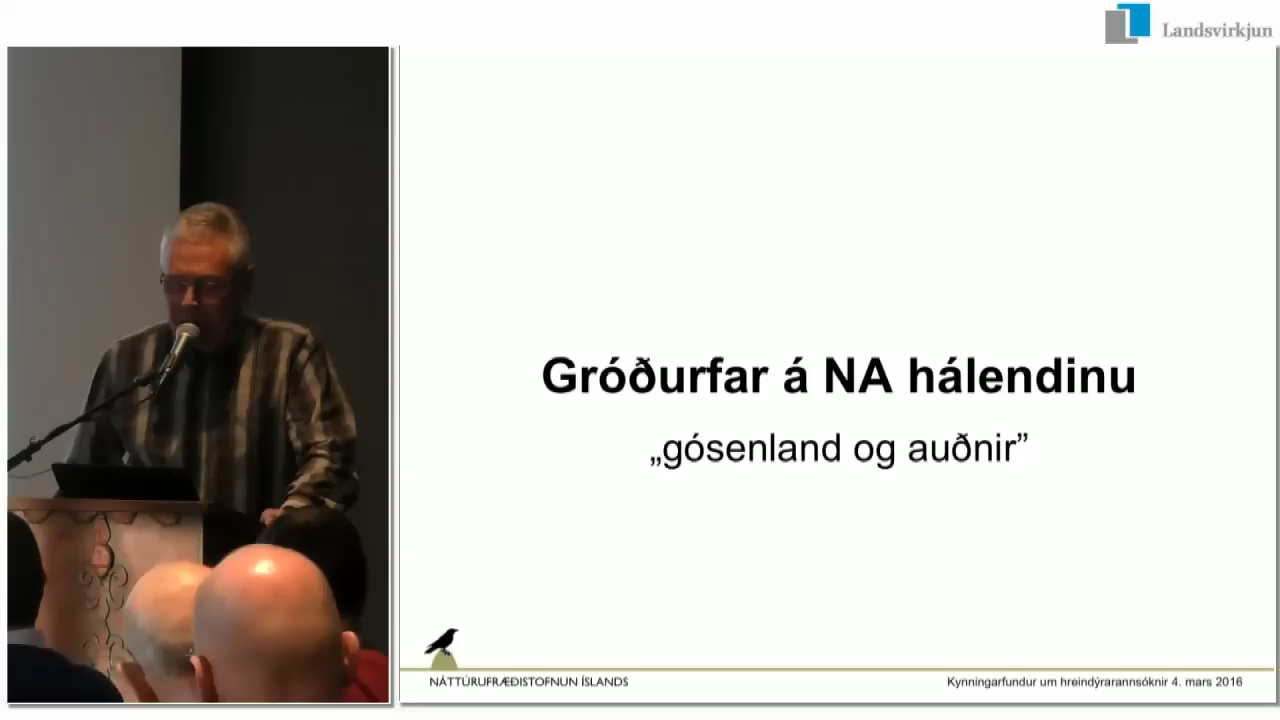 Landsvirkjun
Gróðurfar á NA hálendinu
„gósenland og auðnir”
NÁTTÚRUFRÆÐISTOFNUN ÍSLANDS
Kynningarfundur um hreindýrarannsóknir 4. mars 2016